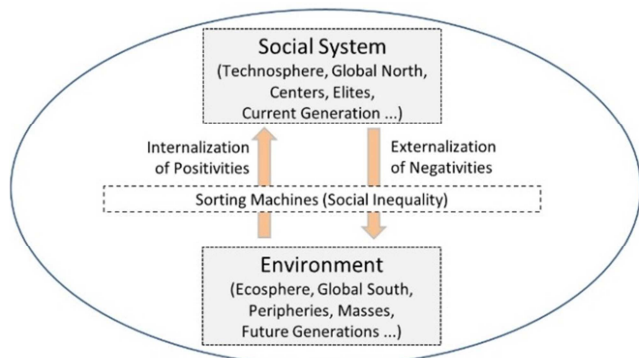 Social System
(Technosphere, Global North,
Centers, Elites,
Current Generation ...)
Internalization
of Positivities
Externalization
of Negativities
Sorting Machines (Social Inequality)
Environment
(Ecosphere, Global South,
Peripheries, Masses,
Future Generations ...)